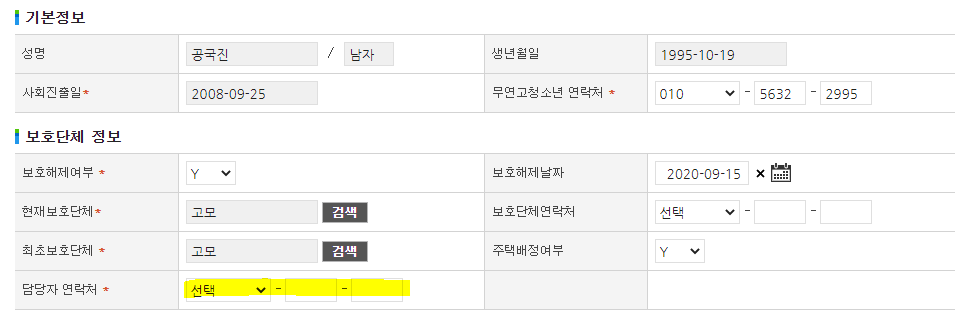 기본정보
성명 공국진 / 남자 생년월일 1995-10-19
사회진출일* 2008-09-25 무연고청소년 연락처 * 010 - 5632 - 2995
보호단체 정보
보호해제여부 * Y 보호해제날짜 2020-09-15 ×
현재보호단체* 고모 검색 보호단체연락처 선택 - -
최초보호단체 * 고모 검색 주택배정여부 Y
담당자 연락처 * 선택 - -